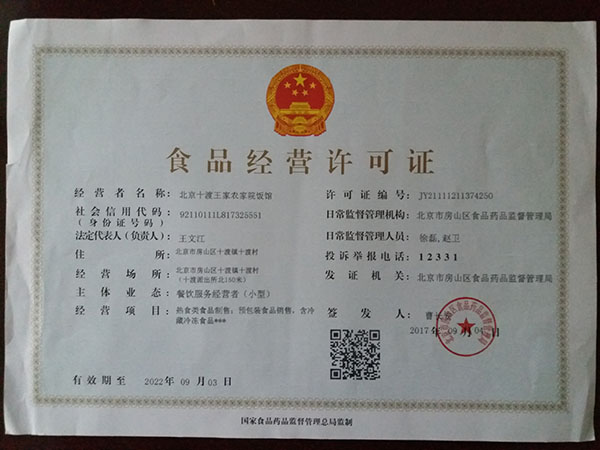 食品经营许可证
经营者名称：北京十渡王家农家院饭馆
社会信用代码：92110111L817325551
（身份证号码）
法定代表人（负责人）：王文江
住所：北京市房山区十渡镇十渡村
经营场所：北京市房山区十渡镇十渡村
（十渡派出所北150米）
主体业态：餐饮服务经营者（小型）
经营项目：热食类食品制售；预包装食品销售，含冷
藏冷冻食品***
有效期至 2022年09月03日
许可证编号：JY21111211374250
日常监督管理机构：北京市房山区食品药品监督管理局
日常监督管理人员：徐磊,赵卫
投诉举报电话：12331
发证机关：北京市房山区食品药品监督管理局
签发人：曹长
2017年09月04日
国家食品药品监督管理总局监制